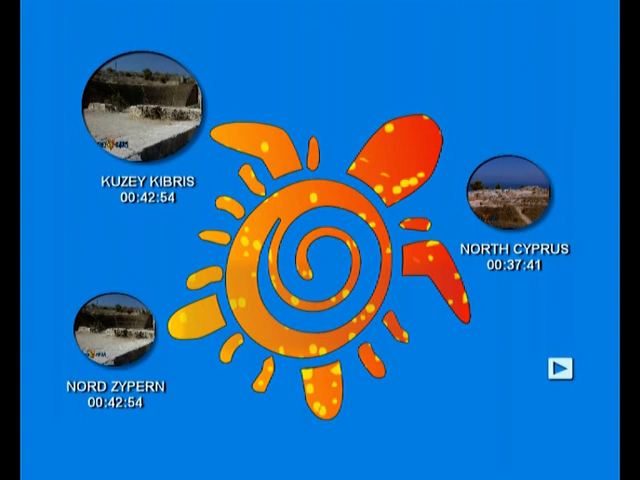 KUZEY KIBRIS
00:42:54
NORTH CYPRUS
00:37:41
NORD ZYPERN
00:42:54